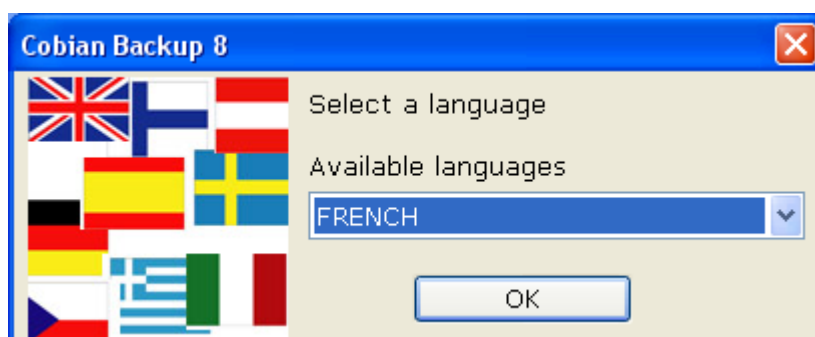 Cobian Backup 8
Select a language
Available languages
FRENCH
OK